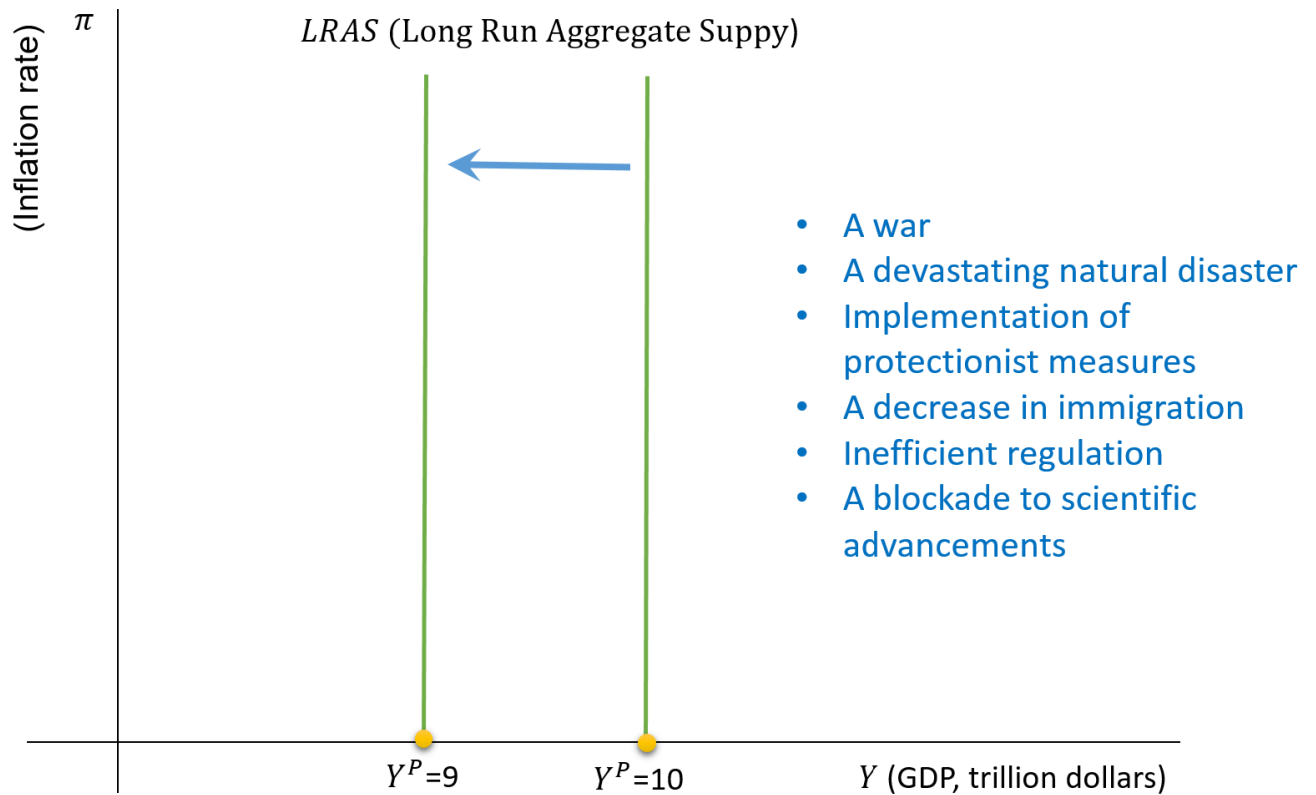 π
(Inflation rate)
LRAS (Long Run Aggregate Suppy)
• A war
• A devastating natural disaster
• Implementation of
protectionist measures
• A decrease in immigration
• Inefficient regulation
• A blockade to scientific
advancements
Y^P=9
Y^P=10
Y (GDP, trillion dollars)